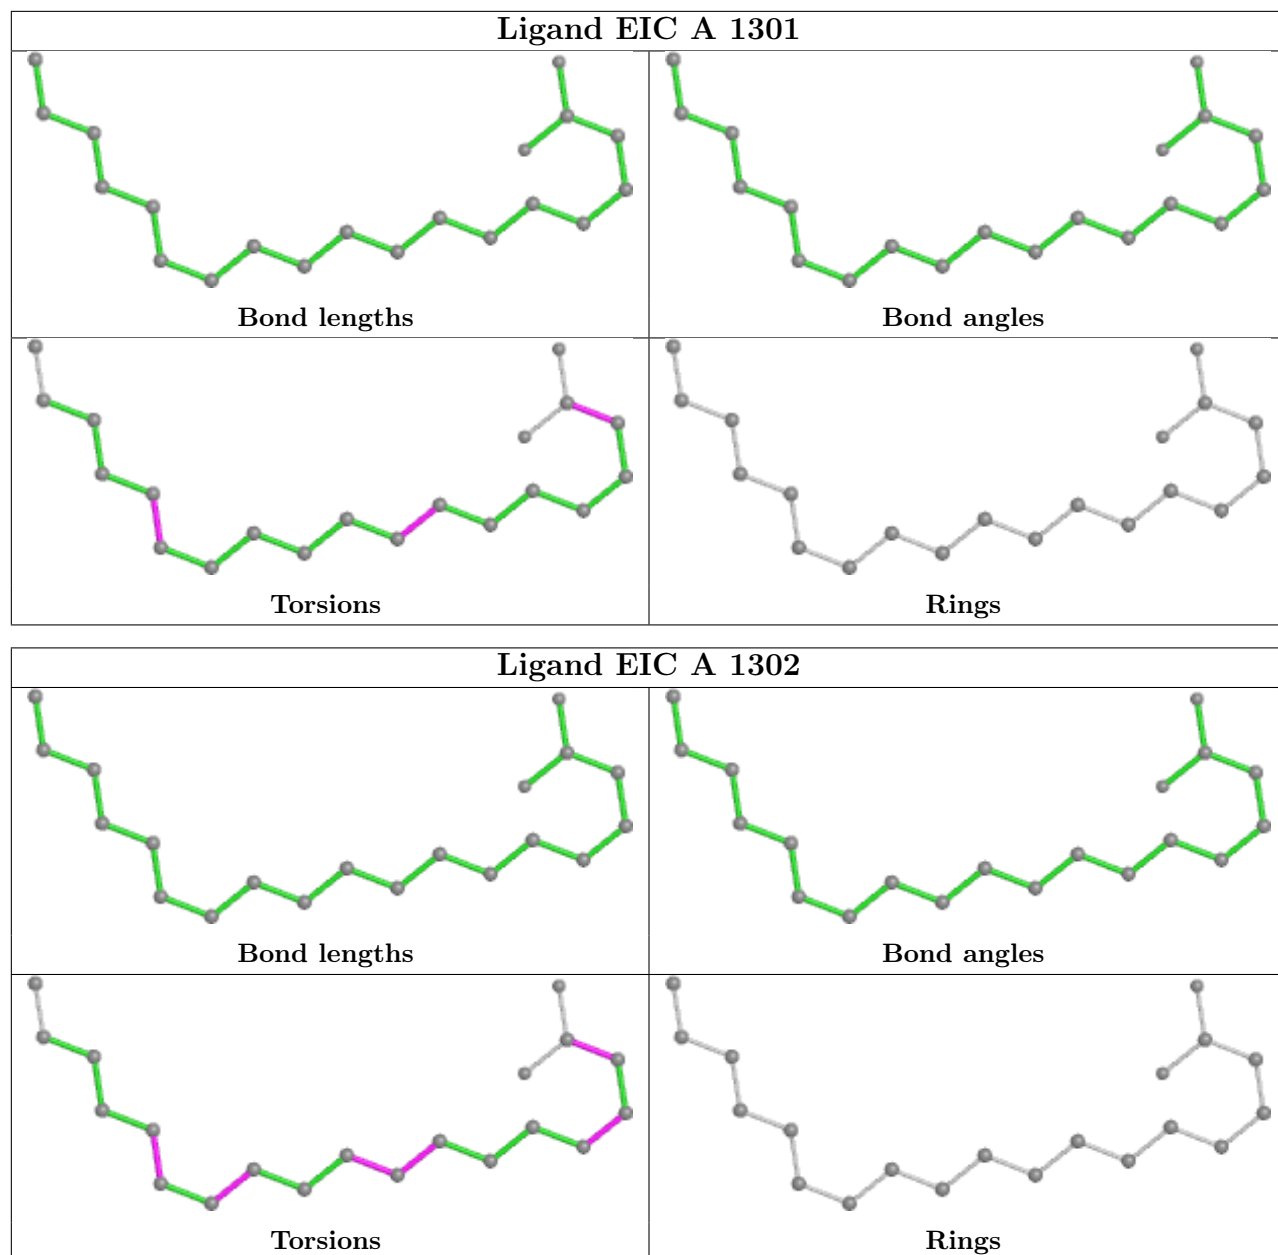 Ligand EIC A 1301
Bond lengths
Bond angles
Torsions
Rings
Ligand EIC A 1302
Bond lengths
Bond angles
Torsions
Rings